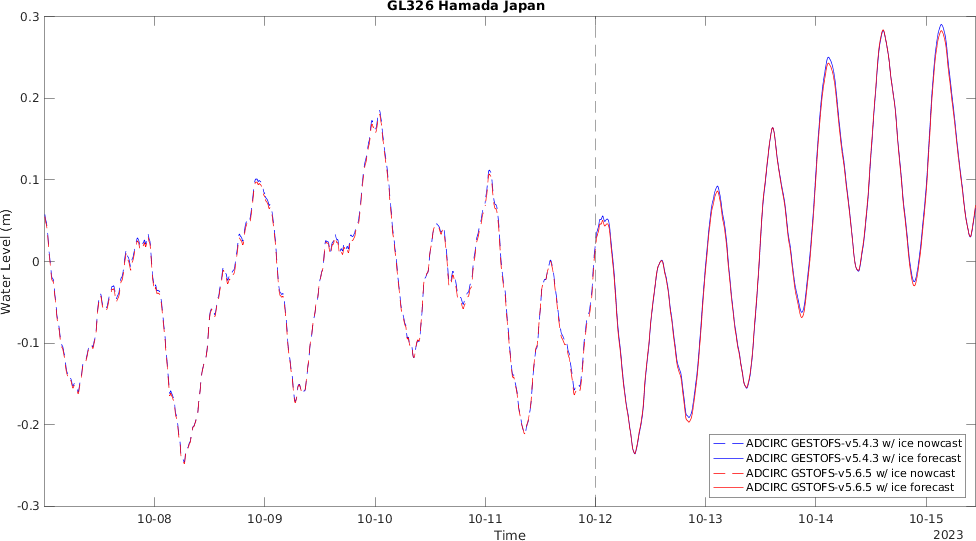 GL326 Hamada Japan
0.3
0.2
0.1
0
-0.1
-0.2
-0.3
Water Level (m)
10-08
10-09
10-10
10-11
10-12
10-13
10-14
10-15
Time
2023
ADCIRC GESTOFS-v5.4.3 w/ ice nowcast
ADCIRC GESTOFS-v5.4.3 w/ ice forecast
ADCIRC GSTOFS-v5.6.5 w/ ice nowcast
ADCIRC GSTOFS-v5.6.5 w/ ice forecast